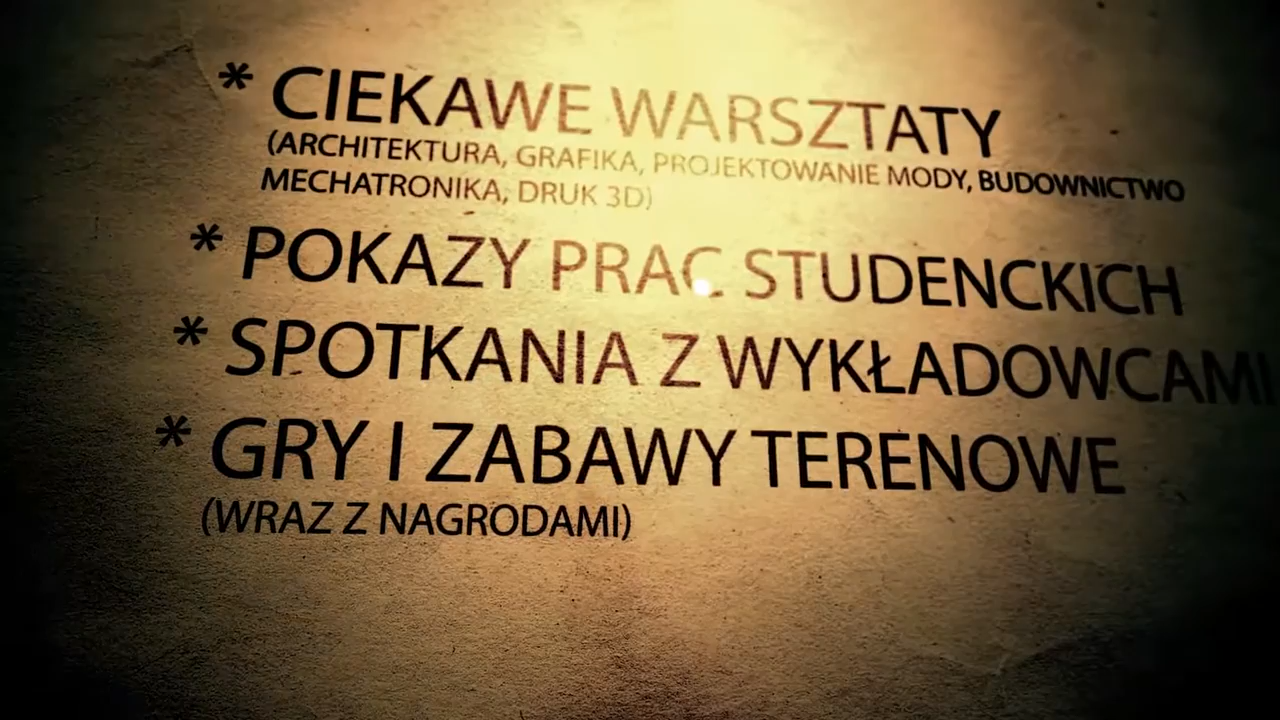 * CIEKAWE WARSZTATY
(ARCHITEKTURA, GRAFIKA, PROJEKTOWANIE MODY, BUDOWNICTWO
MECHATRONIKA, DRUK 3D)
* POKAZY PRAC STUDENCKICH
* SPOTKANIA Z WYKŁADOWCAMI
* GRY I ZABAWY TERENOWE
(WRAZ Z NAGRODAMI)